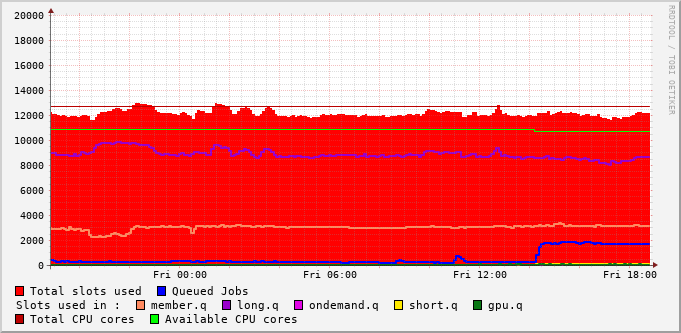 RRDTOOL / TOBI OETIKER
20000
18000
16000
14000
12000
10000
8000
6000
4000
2000
0
Fri 00:00 Fri 06:00 Fri 12:00 Fri 18:00
Total slots used Queued Jobs
Slots used in : member.q long.q ondemand.q short.q gpu.q
Total CPU cores Available CPU cores